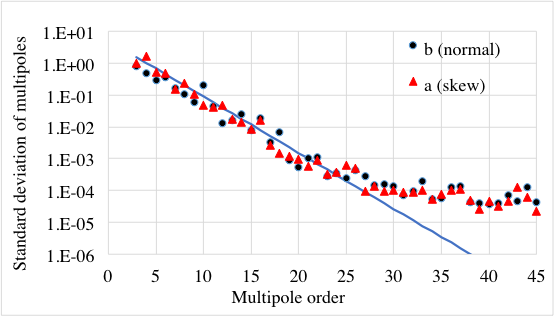 Standard deviation of multipoles
1.E+01
1.E+00
1.E-01
1.E-02
1.E-03
1.E-04
1.E-05
1.E-06
b (normal)
a (skew)
0 5 10 15 20 25 30 35 40 45
Multipole order